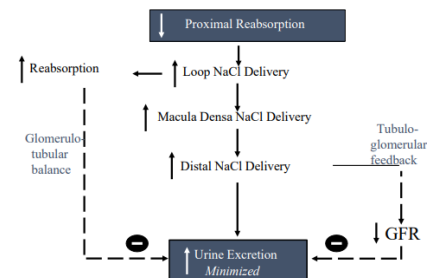 Proximal Reabsorption
Reabsorption
Loop NaCl Delivery
Macula Densa NaCl Delivery
Glomerulo-
tubular
balance
Tubulo-
glomerular
feedback
Distal NaCl Delivery
GFR
Urine Excretion
Minimized